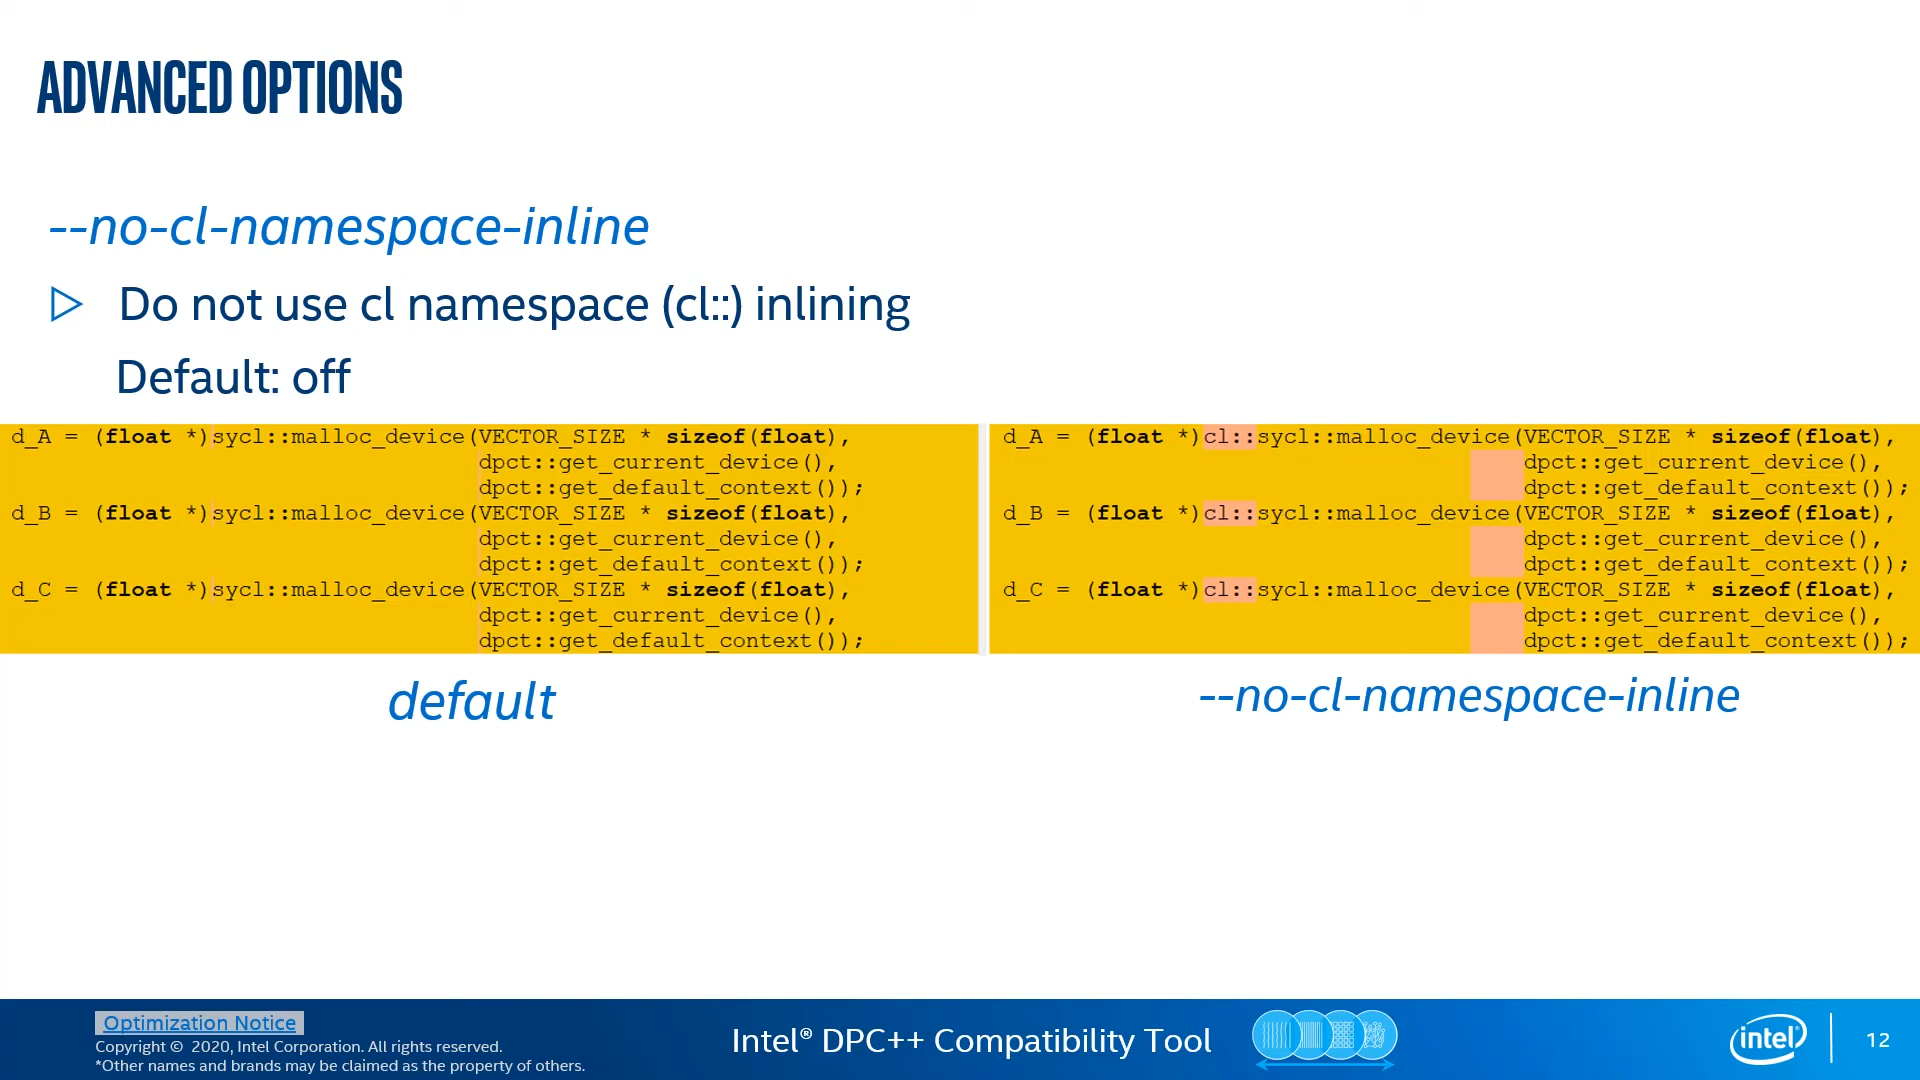 ADVANCED OPTIONS
--no-cl-namespace-inline
Do not use cl namespace (cl::) inlining
Default: off
d_A = (float *)sycl::malloc_device(VECTOR_SIZE * sizeof(float),
dpct::get_current_device(),
dpct::get_default_context());
d_B = (float *)sycl::malloc_device(VECTOR_SIZE * sizeof(float),
dpct::get_current_device(),
dpct::get_default_context());
d_C = (float *)sycl::malloc_device(VECTOR_SIZE * sizeof(float),
dpct::get_current_device(),
dpct::get_default_context());
default
d_A = (float *)cl::sycl::malloc_device(VECTOR_SIZE * sizeof(float),
dpct::get_current_device(),
dpct::get_default_context());
d_B = (float *)cl::sycl::malloc_device(VECTOR_SIZE * sizeof(float),
dpct::get_current_device(),
dpct::get_default_context());
d_C = (float *)cl::sycl::malloc_device(VECTOR_SIZE * sizeof(float),
dpct::get_current_device(),
dpct::get_default_context());
--no-cl-namespace-inline
Optimization Notice
Copyright © 2020, Intel Corporation. All rights reserved.
*Other names and brands may be claimed as the property of others.
Intel® DPC++ Compatibility Tool
intel
12